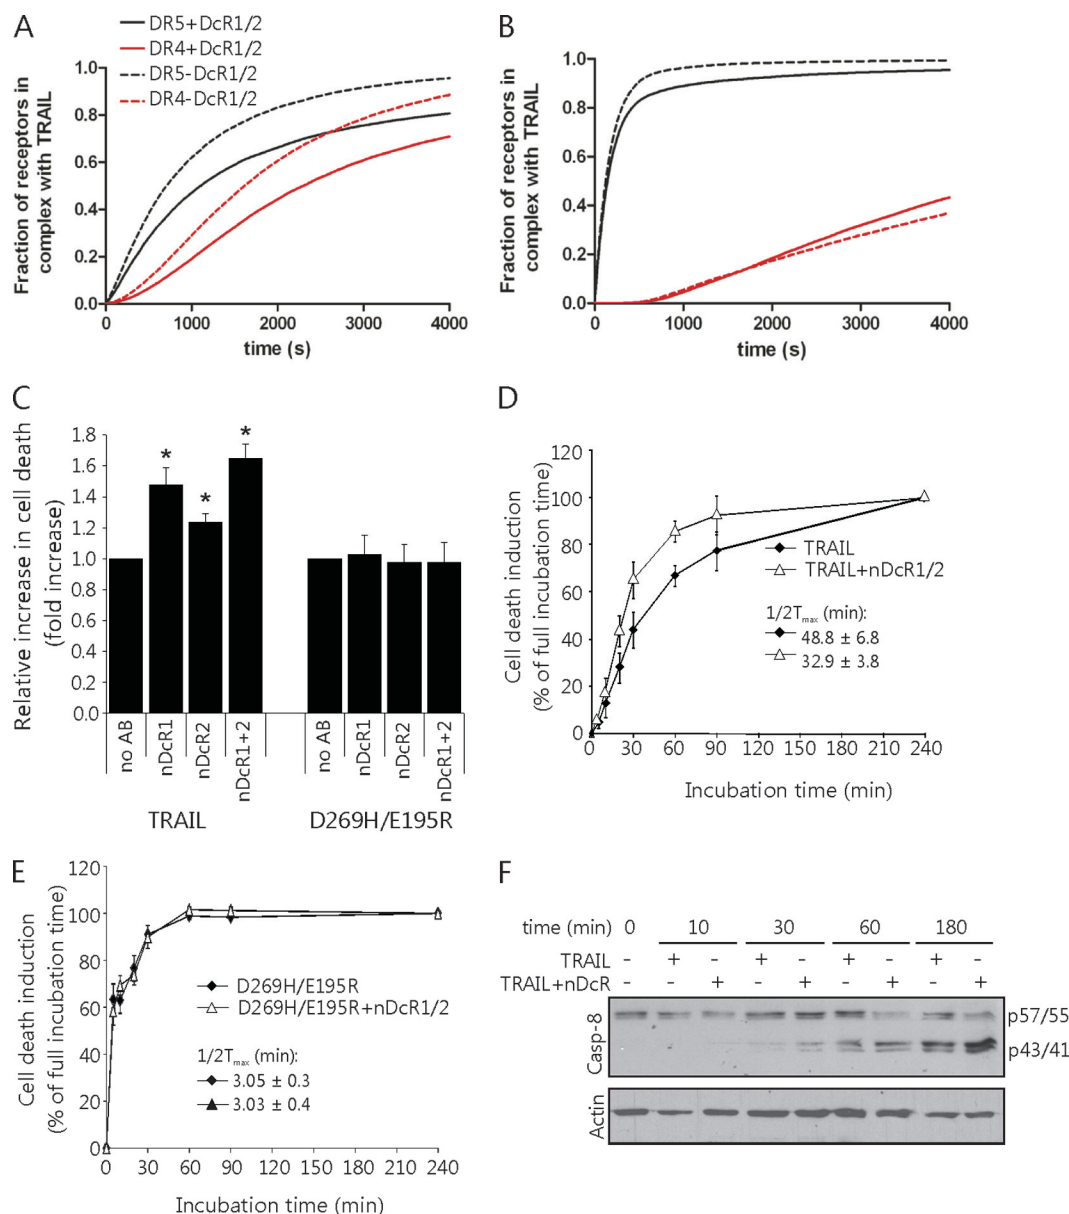 A
DR5+DcR1/2
DR4+DcR1/2
DR5-DcR1/2
DR4-DcR1/2
Fraction of receptors in
complex with TRAIL
1.0
0.8
0.6
0.4
0.2
0.0
0 1000 2000 3000 4000
time (s)
B
Fraction of receptors in
complex with TRAIL
1.0
0.8
0.6
0.4
0.2
0.0
0 1000 2000 3000 4000
time (s)
C
Relative increase in cell death
(fold increase)
1.8
1.6
1.4
1.2
1.0
0.8
0.6
0.4
0.2
0.0
* * *
no AB nDcR1 nDcR2 nDcR1+2 no AB nDcR1 nDcR2 nDcR1+2
TRAIL D269H/E195R
D
Cell death induction
(% of full incubation time)
120
100
80
60
40
20
0
TRAIL
TRAIL+nDcR1/2
1/2Tmax (min):
48.8 ± 6.8
32.9 ± 3.8
0 30 60 90 120 150 180 210 240
Incubation time (min)
E
Cell death induction
(% of full incubation time)
120
100
80
60
40
20
0
D269H/E195R
D269H/E195R+nDcR1/2
1/2Tmax (min):
3.05 ± 0.3
3.03 ± 0.4
0 30 60 90 120 150 180 210 240
Incubation time (min)
F
time (min) 0 10 30 60 180
TRAIL - + - + - + - + -
TRAIL+nDcR - - + - + - + - +
Casp-8
p57/55
p43/41
Actin